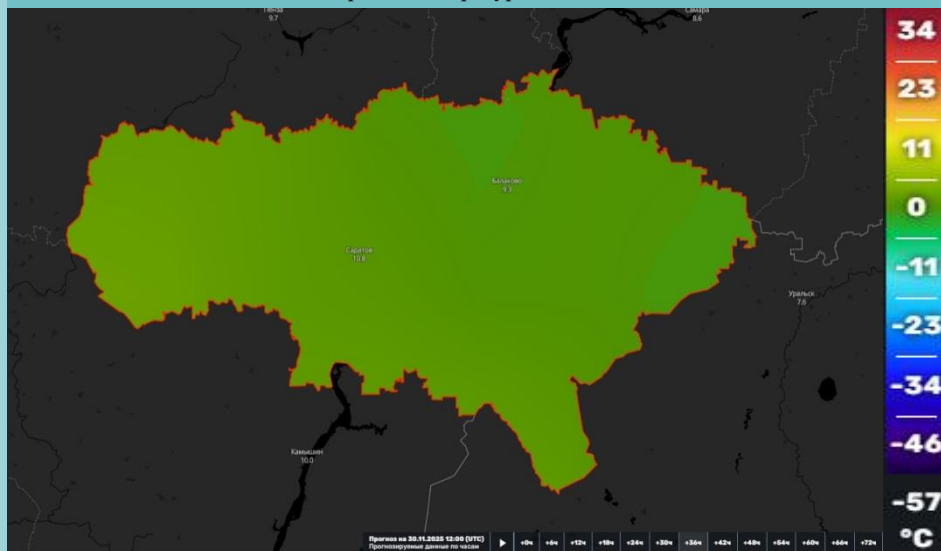 Пенза
9.7
Самара
8.6
34
23
11
0
-11
-23
-34
-46
-57
°C
Балаково
9.3
Саратов
10.8
Уральск
7.6
Камышин
10.0
Прогноз на 30.11.2025 12:00 (UTC)
Прогнозируемые данные по часам
+0ч +6ч +12ч +18ч +24ч +30ч +36ч +42ч +48ч +54ч +60ч +66ч +72ч